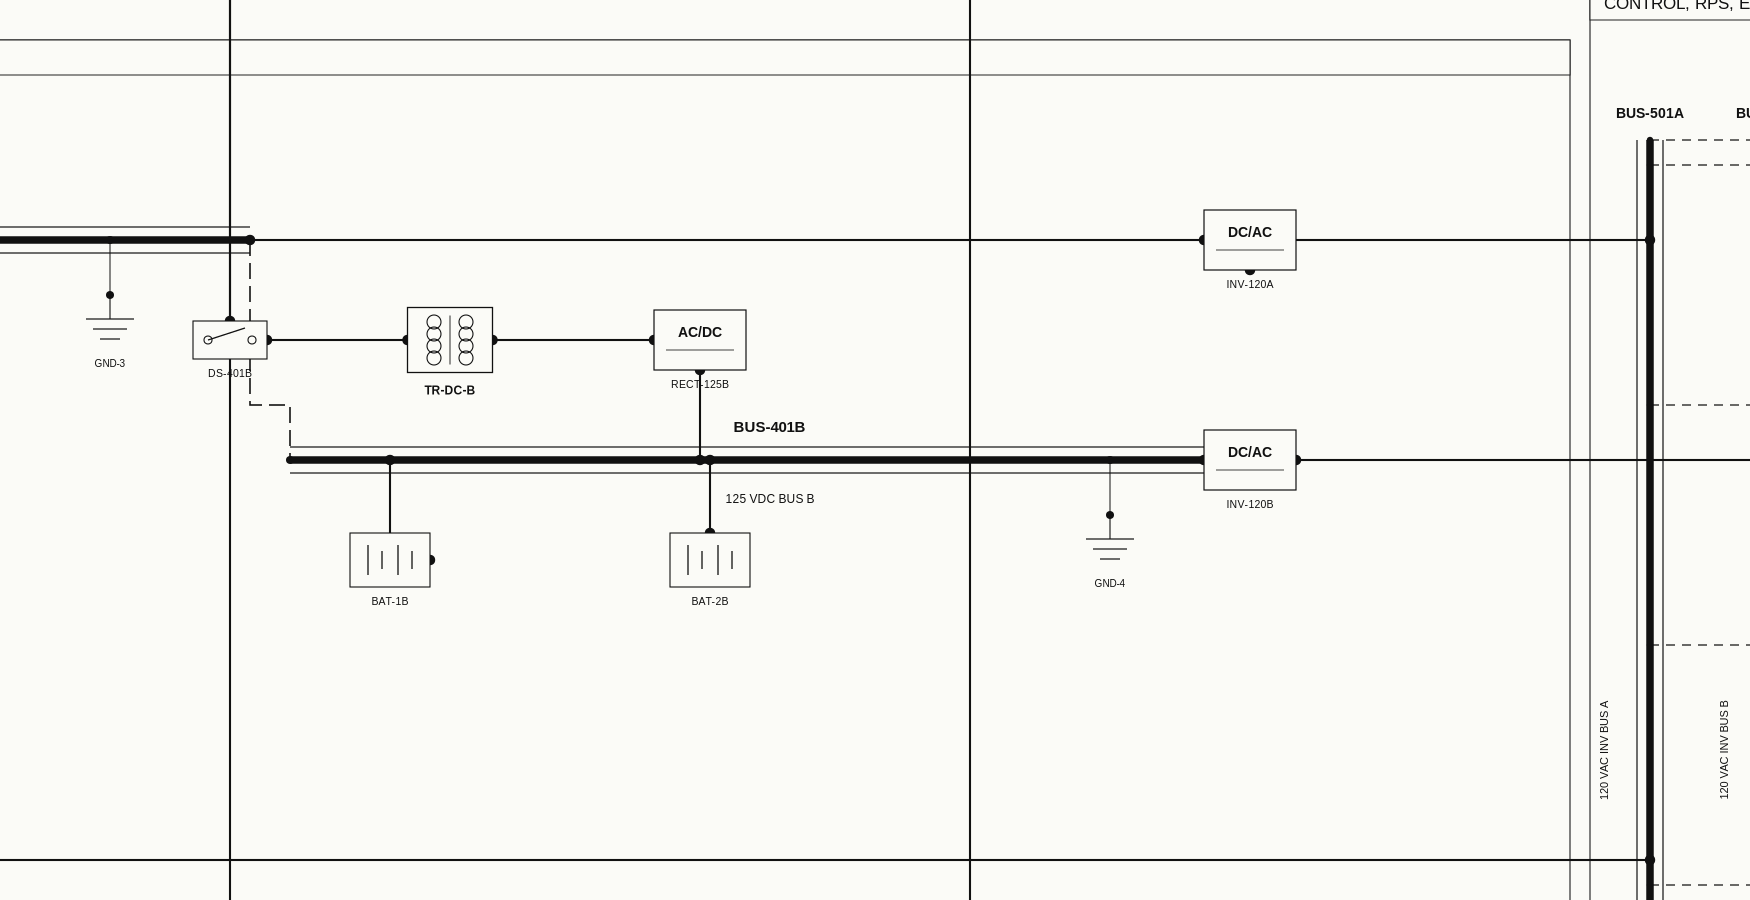 CONTROL, RPS, E
BUS-501A
BU
DC/AC
INV-120A
GND-3
DS-401B
TR-DC-B
AC/DC
RECT-125B
BUS-401B
DC/AC
INV-120B
125 VDC BUS B
GND-4
BAT-1B
BAT-2B
120 VAC INV BUS A
120 VAC INV BUS B